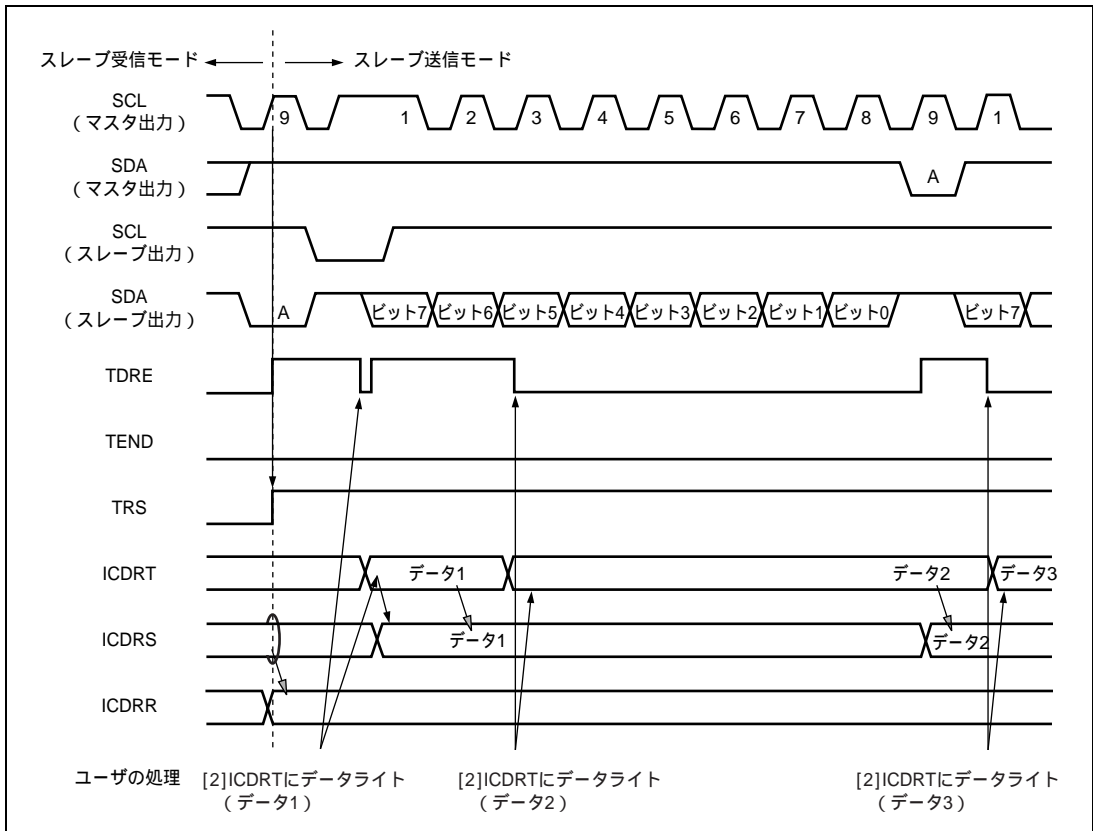 スレーブ受信モード スレーブ送信モード
SCL
(マスタ出力)
9 1 2 3 4 5 6 7 8 9 1
SDA
(マスタ出力)
A
SCL
(スレーブ出力)
SDA
(スレーブ出力)
A ビット7 ビット6 ビット5 ビット4 ビット3 ビット2 ビット1 ビット0 ビット7
TDRE
TEND
TRS
ICDRT
データ1 データ2 データ3
ICDRS
データ1 データ2
ICDRR
ユーザの処理
[2]ICDRTにデータライト
(データ1)
[2]ICDRTにデータライト
(データ2)
[2]ICDRTにデータライト
(データ3)